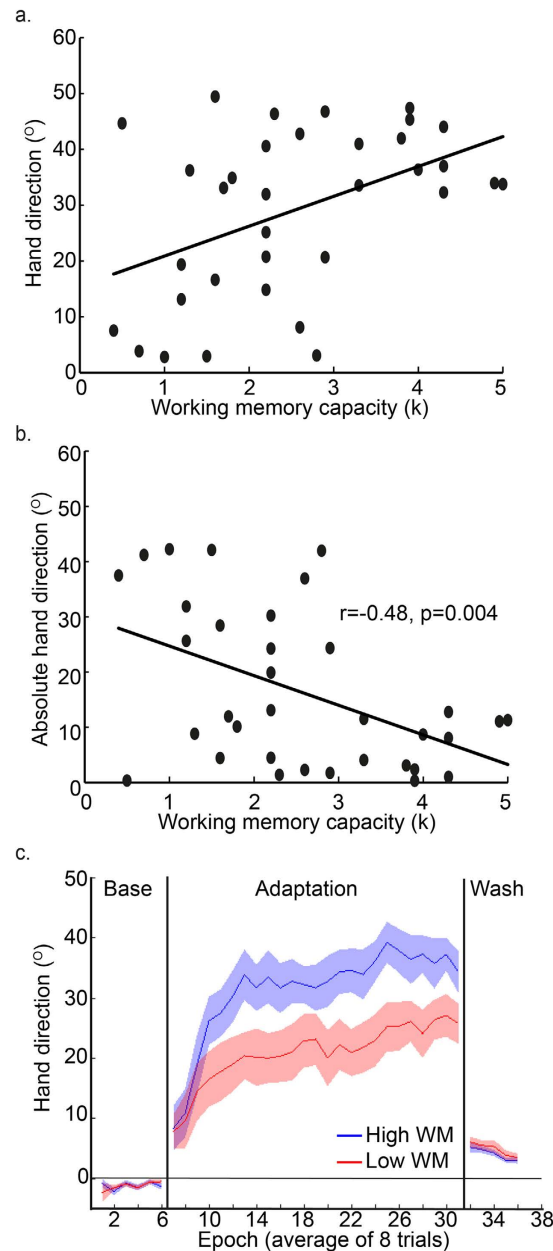 a.
60
50
40
30
20
10
0
Hand direction (°)
0 1 2 3 4 5
Working memory capacity (k)
b.
60
50
40
30
20
10
0
Absolute hand direction (°)
r=-0.48, p=0.004
0 1 2 3 4 5
Working memory capacity (k)
c.
50
40
30
20
10
0
Hand direction (°)
Base Adaptation Wash
High WM
Low WM
2 6 10 14 18 22 26 30 34 38
Epoch (average of 8 trials)